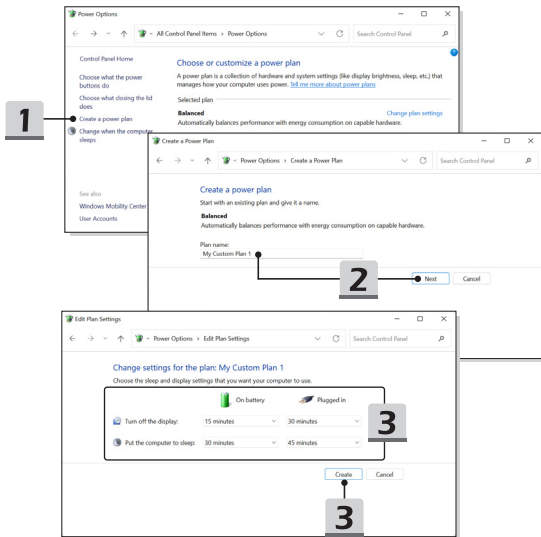 Power Options
All Control Panel Items > Power Options
Search Control Panel
Control Panel Home
Choose what the power
buttons do
Choose what closing the lid
does
Create a power plan
Change when the computer
sleeps
See also
Windows Mobility Center
User Accounts
Choose or customize a power plan
A power plan is a collection of hardware and system settings (like display brightness, sleep, etc.) that
manages how your computer uses power. Tell me more about power plans
Selected plan
Balanced
Change plan settings
Automatically balances performance with energy consumption on capable hardware.
1
Create a Power Plan
Power Options > Create a Power Plan
Search Control Panel
Create a power plan
Start with an existing plan and give it a name.
Balanced
Automatically balances performance with energy consumption on capable hardware.
Plan name:
My Custom Plan 1
2
Next
Cancel
Edit Plan Settings
Power Options > Edit Plan Settings
Search Control Panel
Change settings for the plan: My Custom Plan 1
Choose the sleep and display settings that you want your computer to use.
On battery
Plugged in
Turn off the display:
15 minutes
30 minutes
Put the computer to sleep:
30 minutes
45 minutes
3
Create
Cancel
3